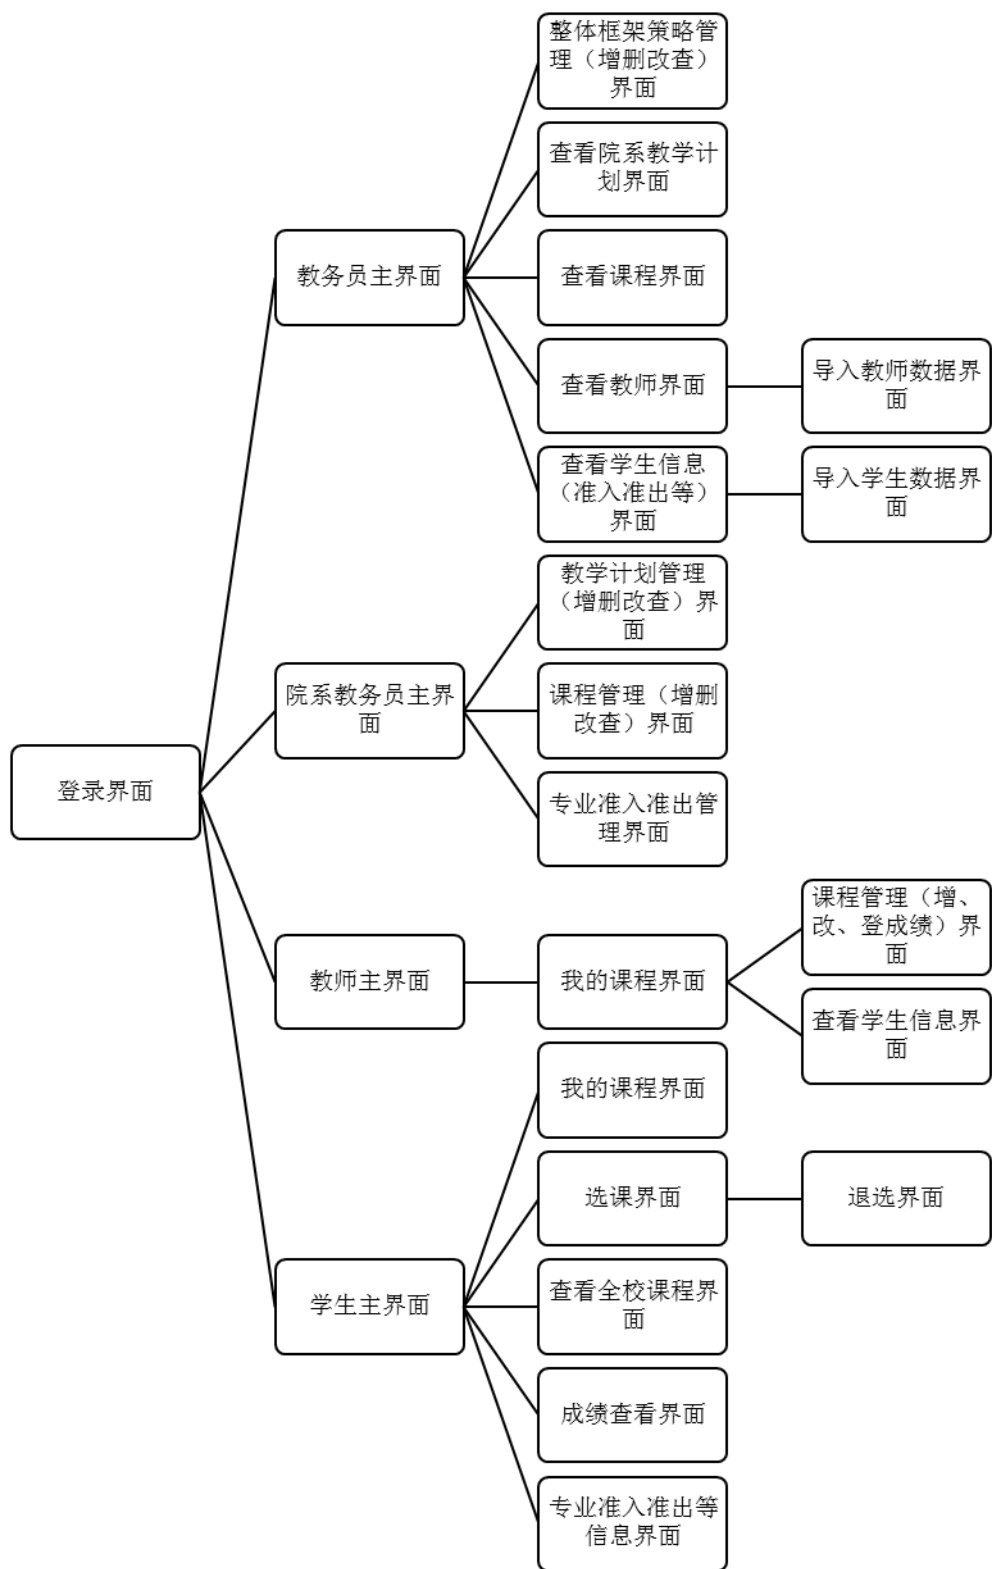 整体框架策略管
理（增删改查）
界面
查看院系教学计
划界面
教务员主界面
查看课程界面
查看教师界面
导入教师数据界
面
查看学生信息
（准入准出等）
界面
导入学生数据界
面
教学计划管理
（增删改查）界
面
院系教务员主界
面
课程管理（增删
改查）界面
登录界面
专业准入准出管
理界面
课程管理（增、
改、登成绩）界
面
教师主界面
我的课程界面
查看学生信息界
面
我的课程界面
选课界面
退选界面
学生主界面
查看全校课程界
面
成绩查看界面
专业准入准出等
信息界面